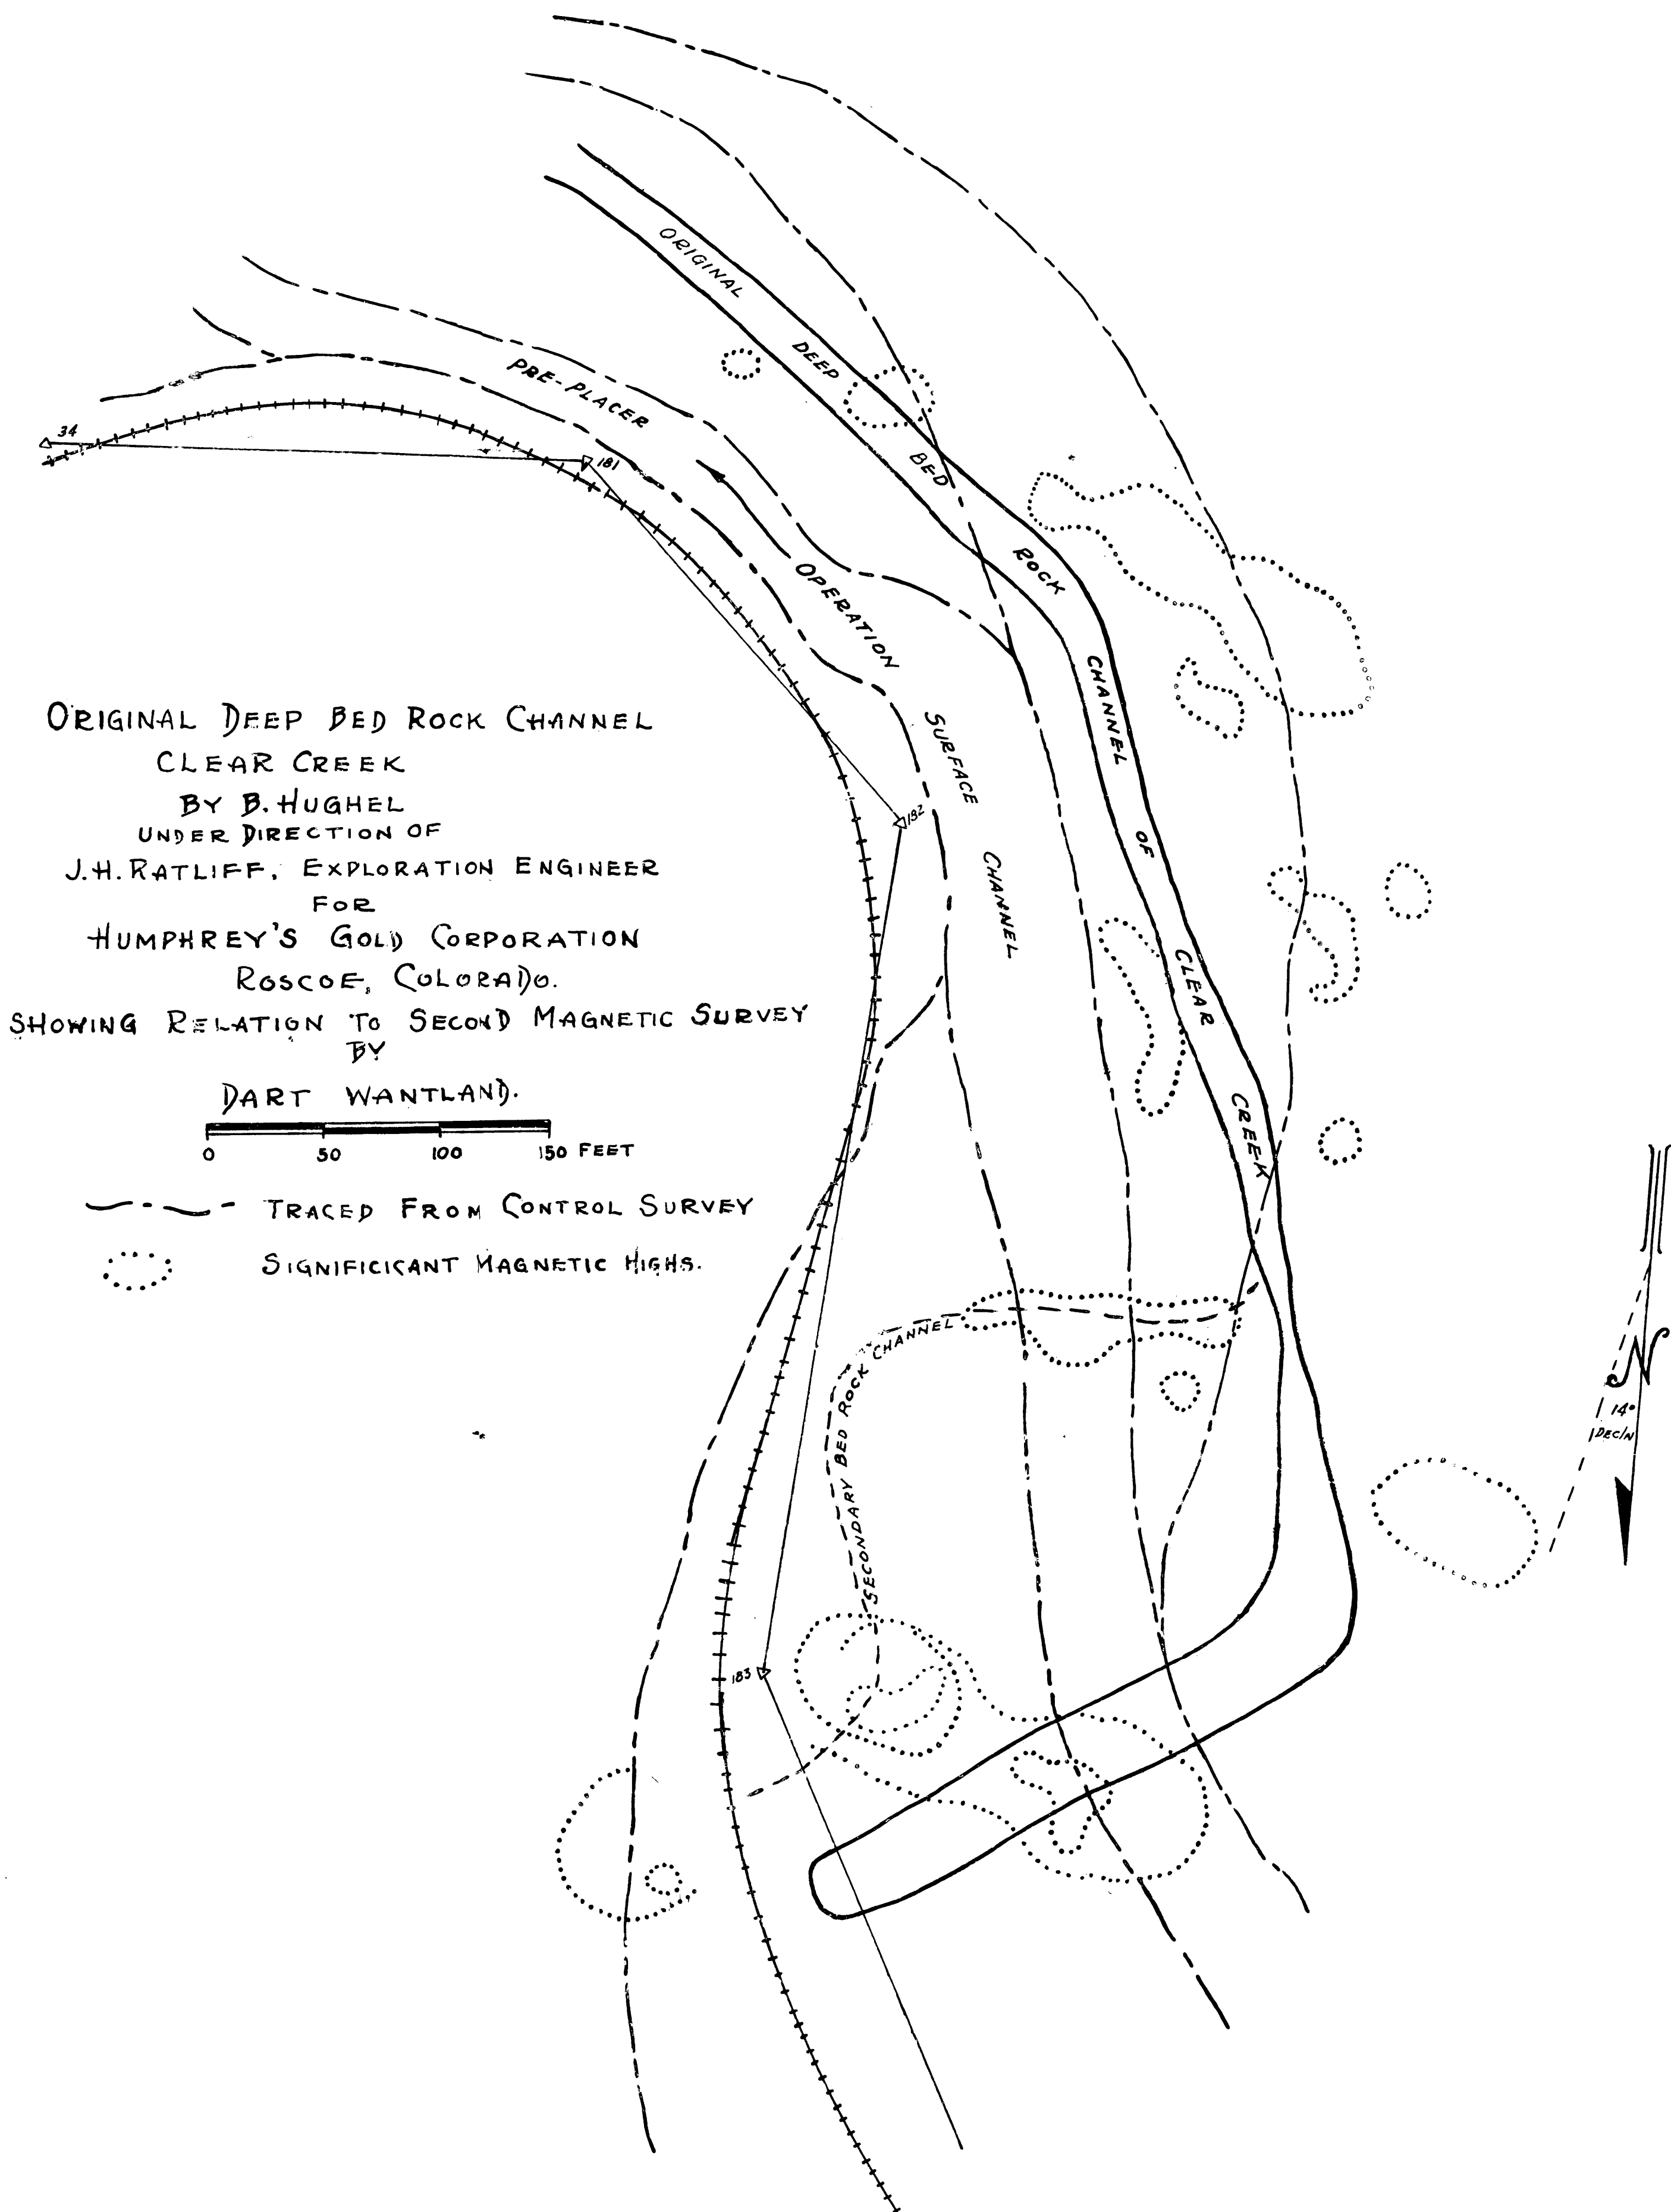 ORIGINAL DEEP BED ROCK CHANNEL OF CLEAR CREEK
PRE-PLACER OPERATION SURFACE CHANNEL
34
181
182
ORIGINAL DEEP BED ROCK CHANNEL
CLEAR CREEK
BY B. HUGHEL
UNDER DIRECTION OF
J.H. RATLIFF, EXPLORATION ENGINEER
FOR
HUMPHREY'S GOLD CORPORATION
ROSCOE, COLORADO.
SHOWING RELATION TO SECOND MAGNETIC SURVEY
BY
DART WANTLAND.
0 50 100 150 FEET
TRACED FROM CONTROL SURVEY
SIGNIFICICANT MAGNETIC HIGHS.
SECONDARY BED ROCK CHANNEL
183
N
14°
DEC'N